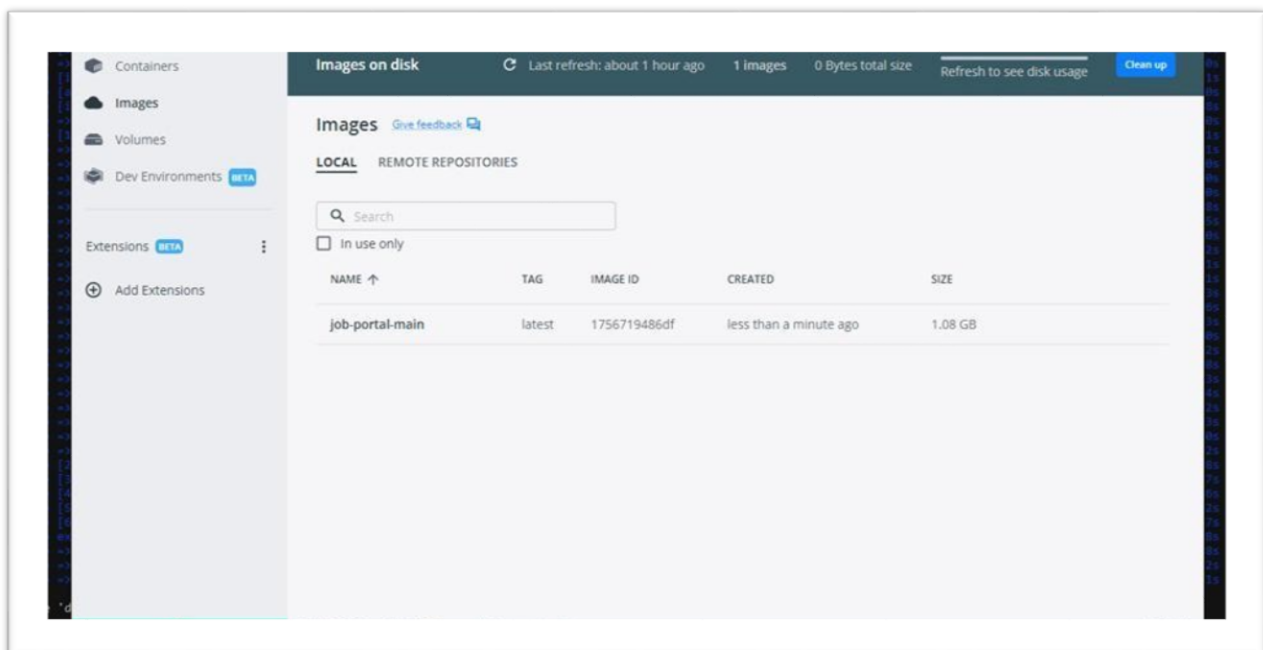 Containers
Images
Volumes
Dev Environments BETA
Extensions BETA
Add Extensions
Images on disk Last refresh: about 1 hour ago 1 images 0 Bytes total size Refresh to see disk usage Clean up
Images Give feedback
LOCAL REMOTE REPOSITORIES
Search
In use only
NAME ↑ TAG IMAGE ID CREATED SIZE
job-portal-main latest 1756719486df less than a minute ago 1.08 GB